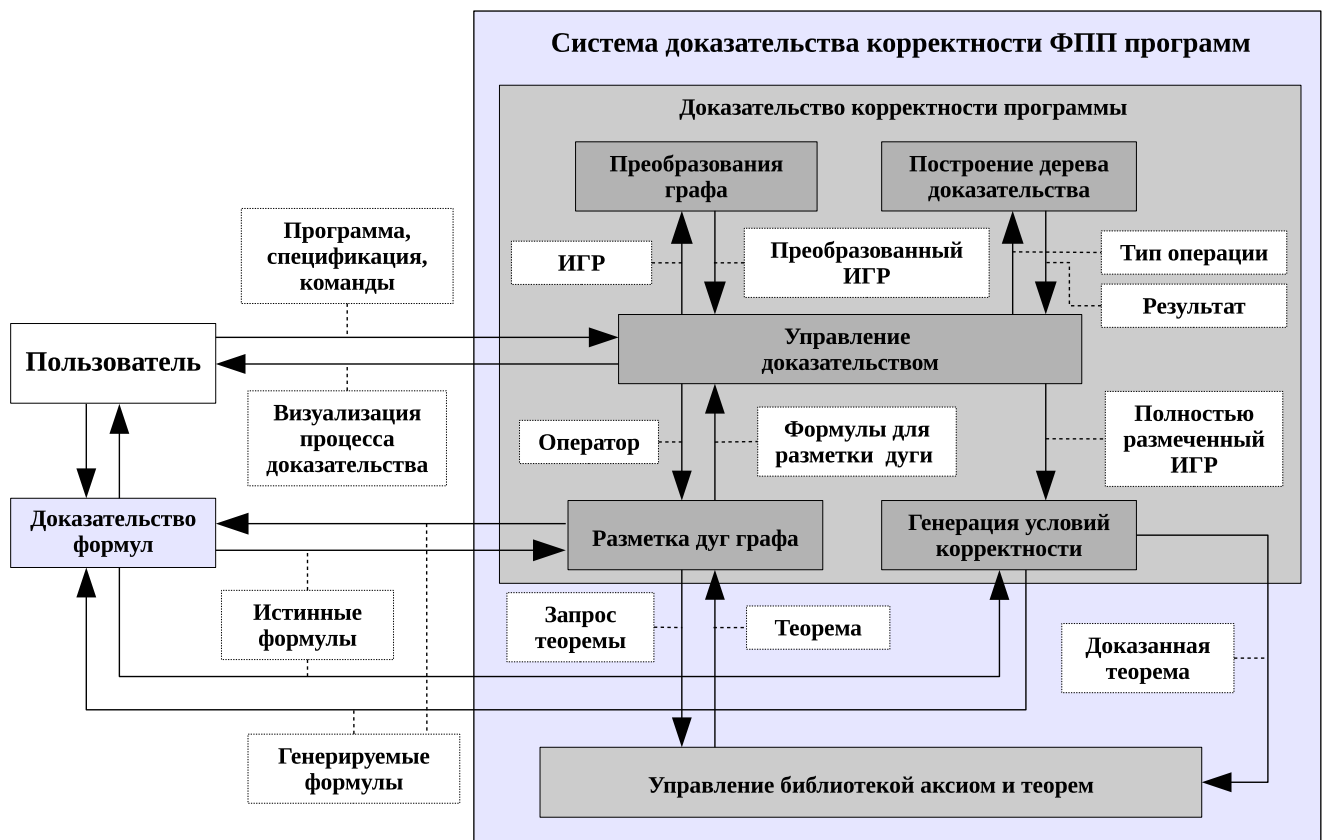 Система доказательства корректности ФПП программ
Доказательство корректности программы
Преобразования
графа
Построение дерева
доказательства
Программа,
спецификация,
команды
ИГР
Преобразованный
ИГР
Тип операции
Результат
Пользователь
Управление
доказательством
Визуализация
процесса
доказательства
Оператор
Формулы для
разметки дуги
Полностью
размеченный
ИГР
Доказательство
формул
Разметка дуг графа
Генерация условий
корректности
Истинные
формулы
Запрос
теоремы
Теорема
Доказанная
теорема
Генерируемые
формулы
Управление библиотекой аксиом и теорем